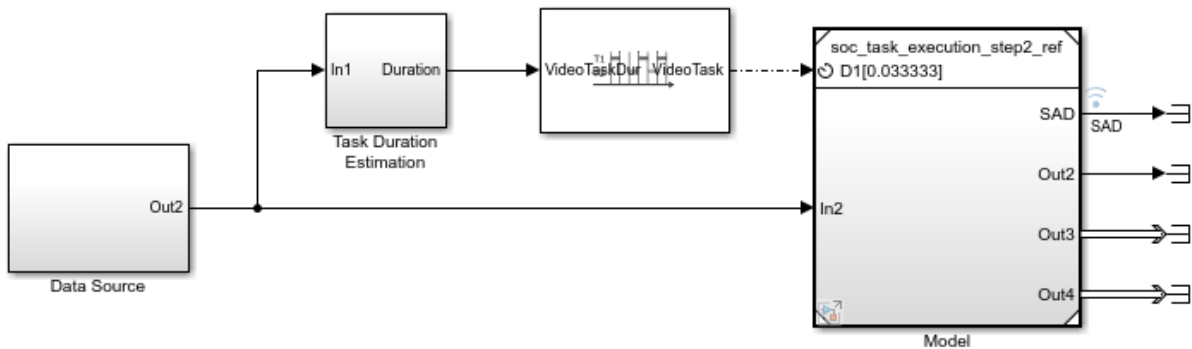 soc_task_execution_step2_ref
D1[0.033333]
In1
Duration
T1
VideoTaskDur
VideoTask
Task Duration
Estimation
SAD
SAD
Out2
Out2
In2
Out3
Out4
Data Source
Model